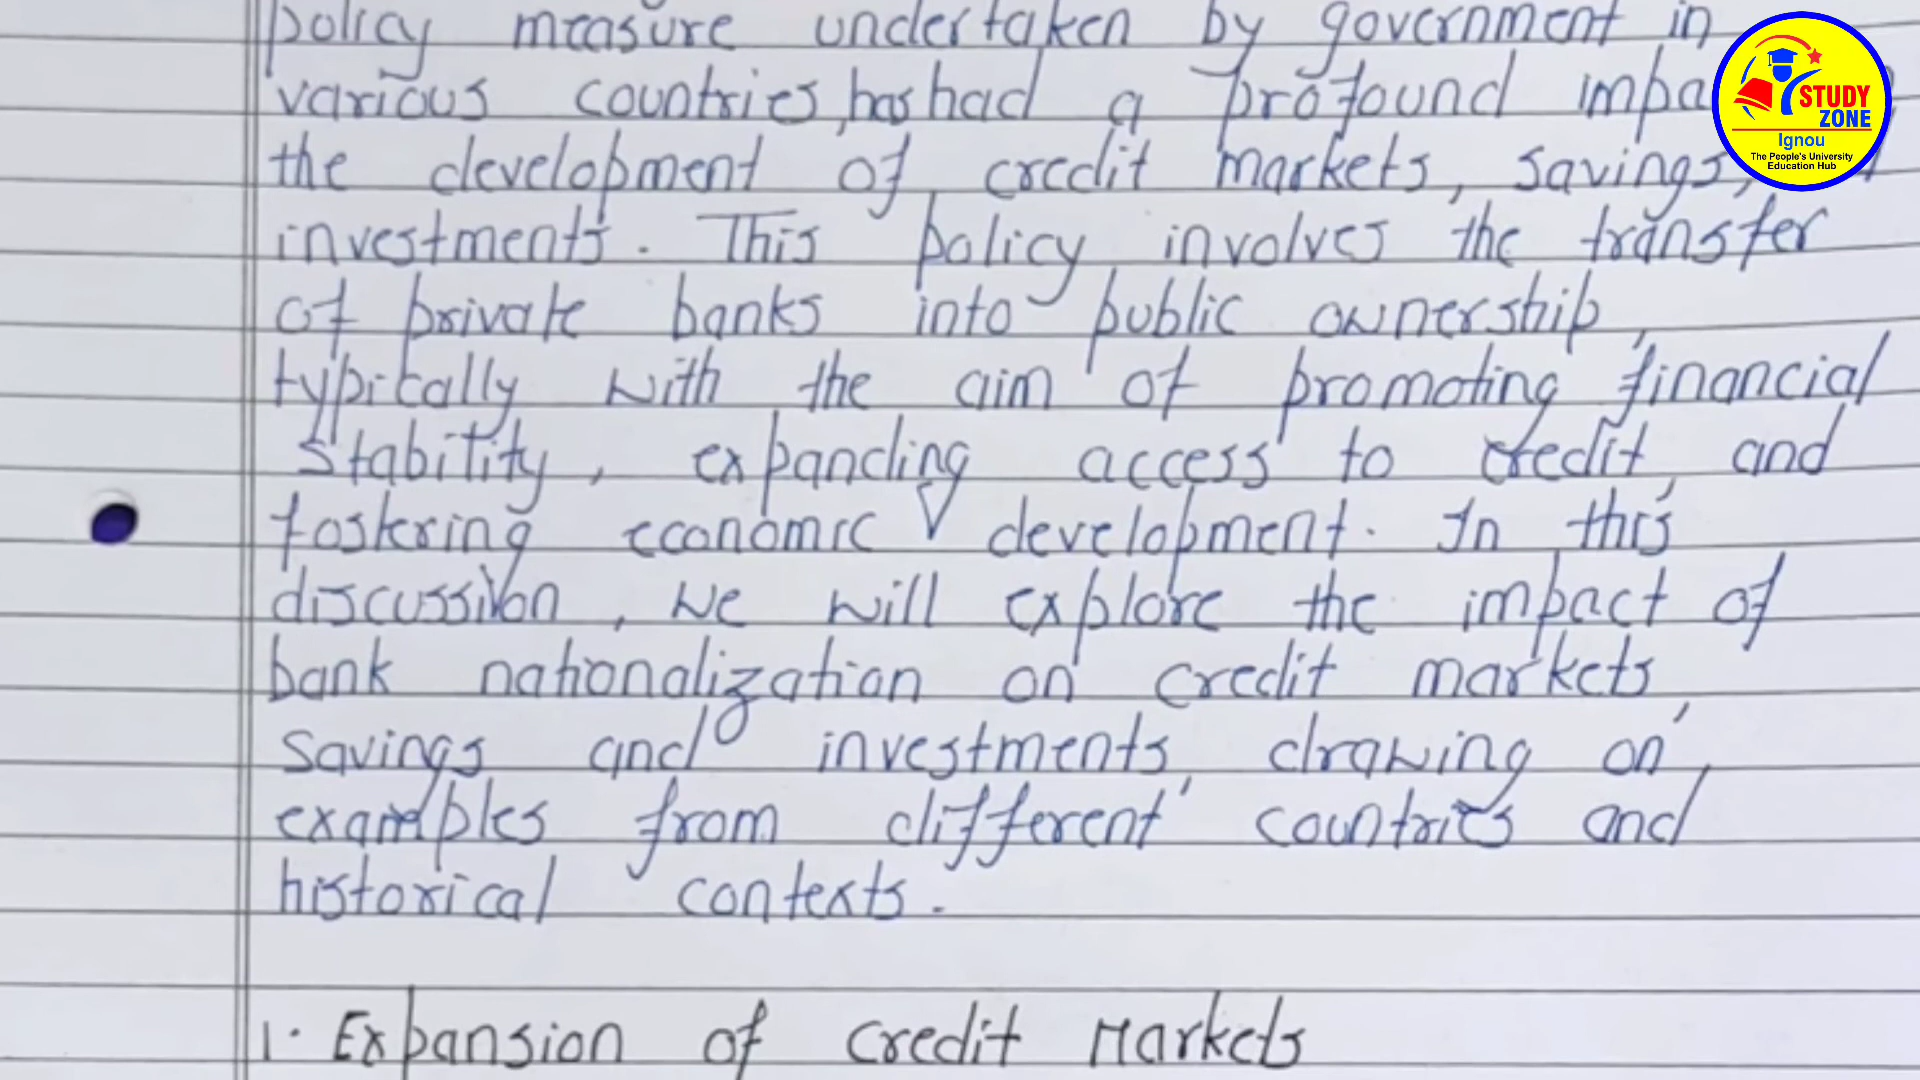 policy measure undertaken by government in
various countries, has had a profound impa
the development of credit markets, savings,
investments. This policy involves the transfer
of private banks into public ownership,
typically with the aim of promoting financial
stability, expanding access to credit, and
fostering economic development. In this
discussion, we will explore the impact of
bank nationalization on credit markets,
savings and investments, drawing on
examples from different countries and
historical contexts.
1. Expansion of credit Markets
STUDY
ZONE
Ignou
The People's University
Education Hub